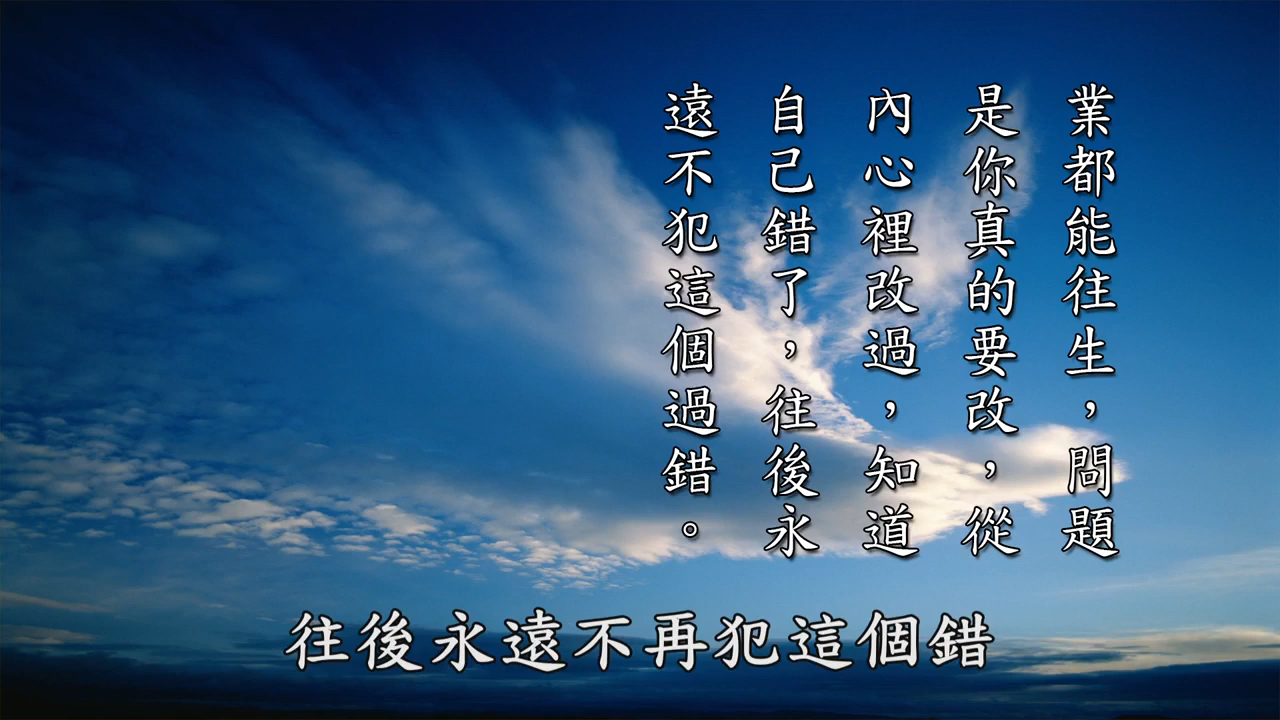 業都能往生，問題
是你真的要改，從
內心裡改過，知道
自己錯了，往後永
遠不犯這個過錯。
往後永遠不再犯這個錯